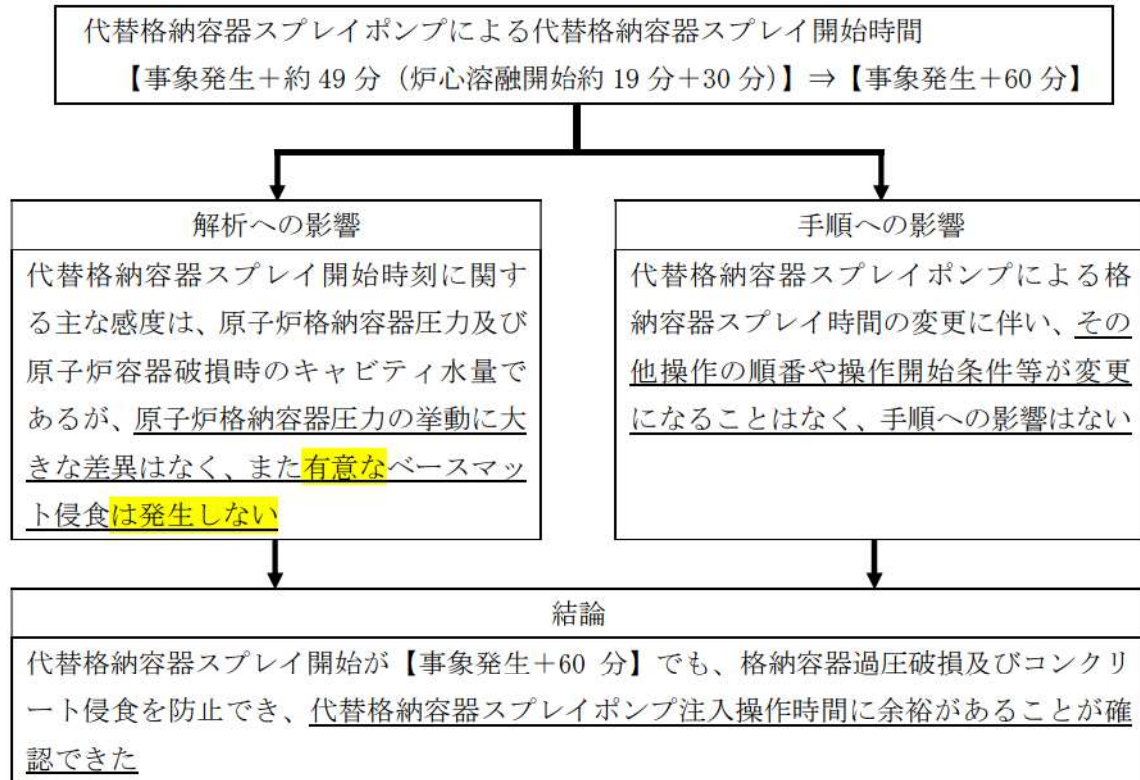 代替格納容器スプレイポンプによる代替格納容器スプレイ開始時間
【事象発生+約 49 分（炉心溶融開始約 19 分+30 分）】⇒【事象発生+60 分】
解析への影響
代替格納容器スプレイ開始時刻に関す
る主な感度は、原子炉格納容器圧力及び
原子炉容器破損時のキャビティ水量で
あるが、原子炉格納容器圧力の挙動に大
きな差異はなく、また有意なベースマッ
ト侵食は発生しない
手順への影響
代替格納容器スプレイポンプによる格
納容器スプレイ時間の変更に伴い、その
他操作の順番や操作開始条件等が変更
になることはなく、手順への影響はない
結論
代替格納容器スプレイ開始が【事象発生+60 分】でも、格納容器過圧破損及びコンクリ
ート侵食を防止でき、代替格納容器スプレイポンプ注入操作時間に余裕があることが確
認できた